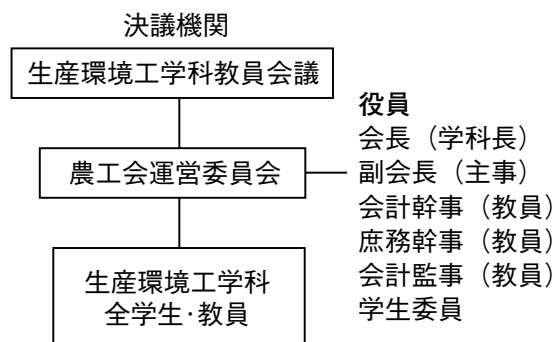 決議機関
生産環境工学科教員会議
農工会運営委員会
生産環境工学科
全学生·教員
役員
会長（学科長）
副会長（主事）
会計幹事（教員）
庶務幹事（教員）
会計監事（教員）
学生委員